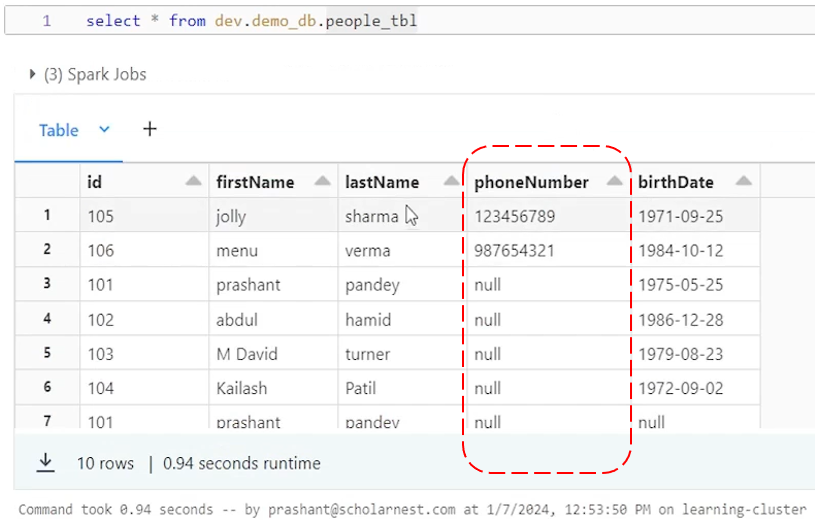 1 select * from dev.demo_db.people_tbl
(3) Spark Jobs
Table +
id firstName lastName phoneNumber birthDate
1 105 jolly sharma 123456789 1971-09-25
2 106 menu verma 987654321 1984-10-12
3 101 prashant pandey null 1975-05-25
4 102 abdul hamid null 1986-12-28
5 103 M David turner null 1979-08-23
6 104 Kailash Patil null 1972-09-02
7 101 prashant pandey null null
10 rows | 0.94 seconds runtime
Command took 0.94 seconds -- by prashant@scholarnest.com at 1/7/2024, 12:53:50 PM on learning-cluster